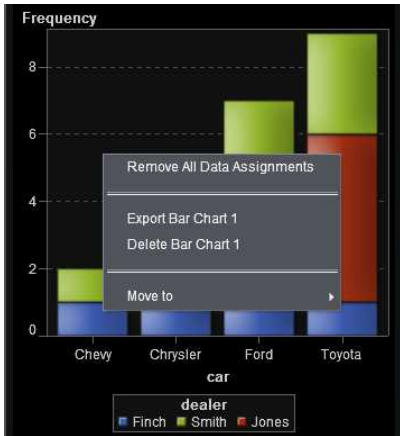 Frequency
8
6
4
2
0
Remove All Data Assignments
Export Bar Chart 1
Delete Bar Chart 1
Move to
Chevy Chrysler Ford Toyota
car
dealer
Finch Smith Jones